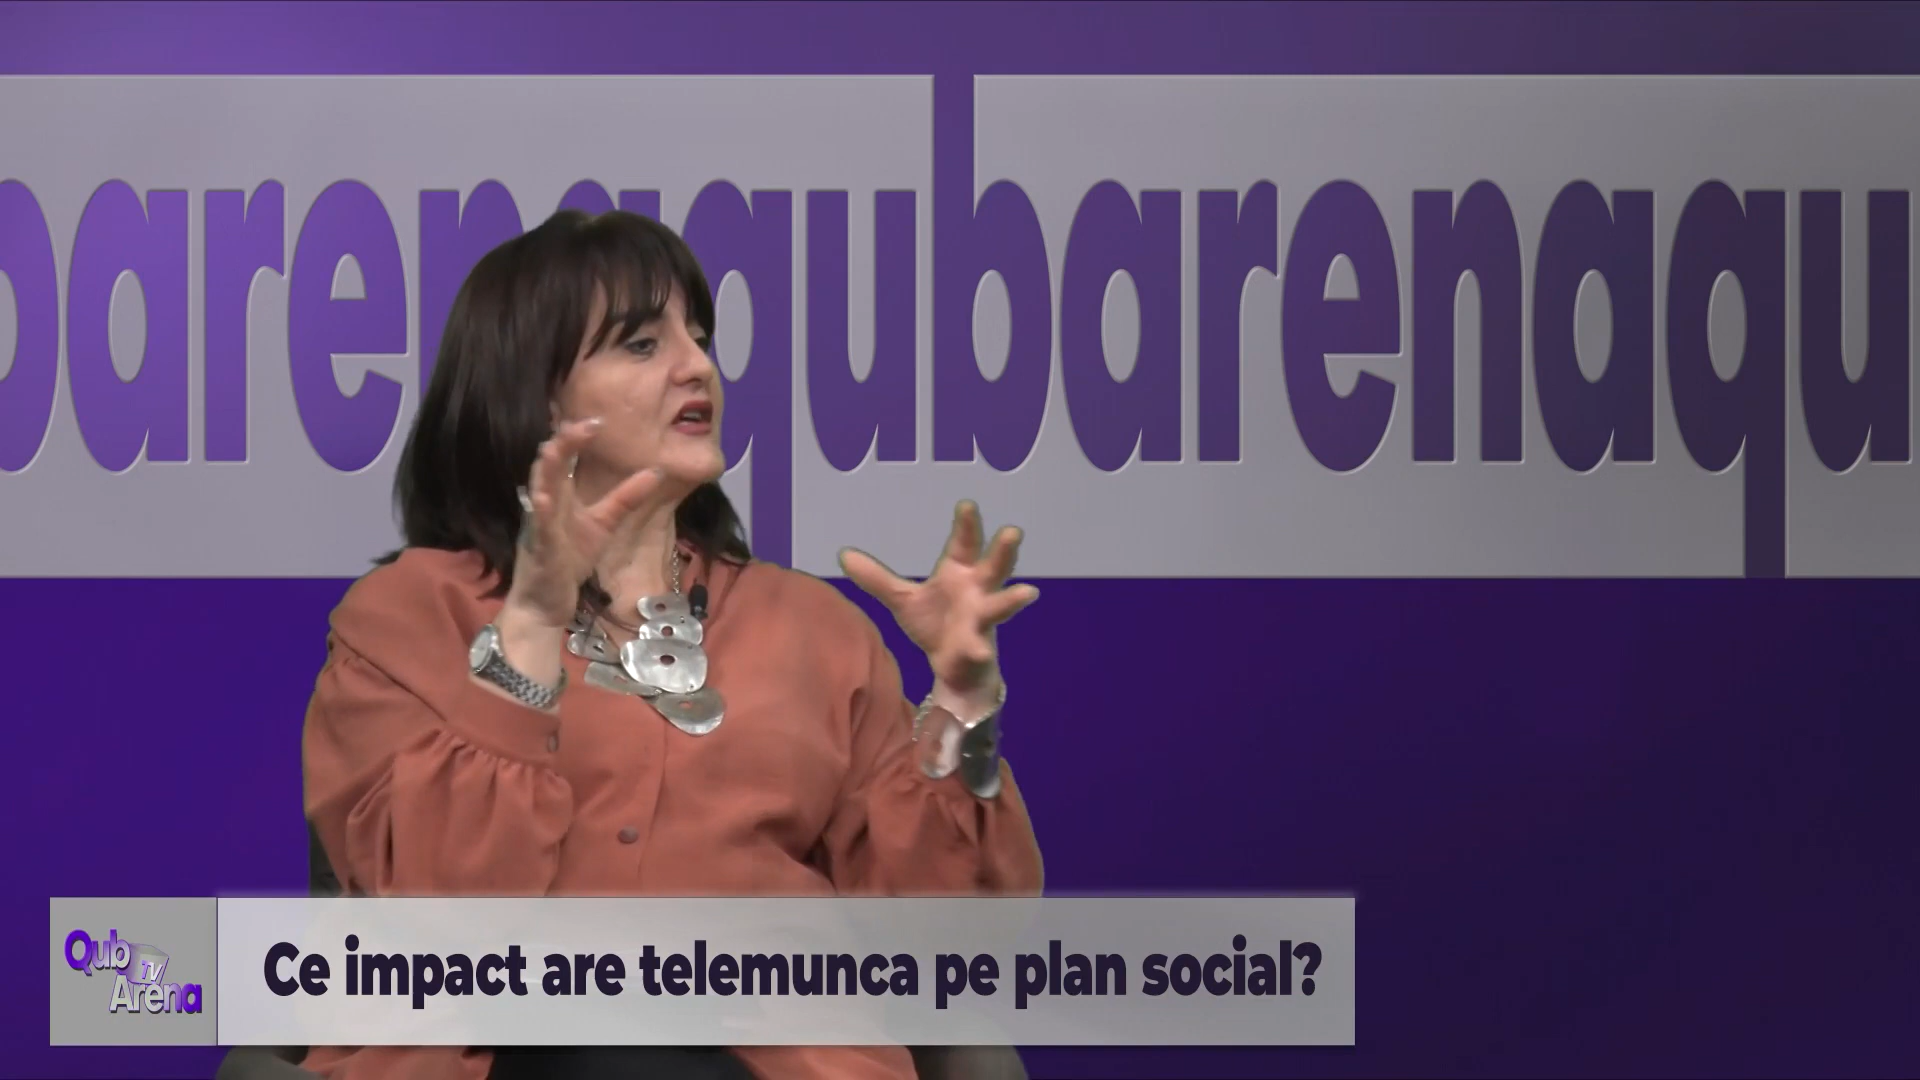 barenaqubarenaqu
Qub
TV
Arena
Ce impact are telemunca pe plan social?